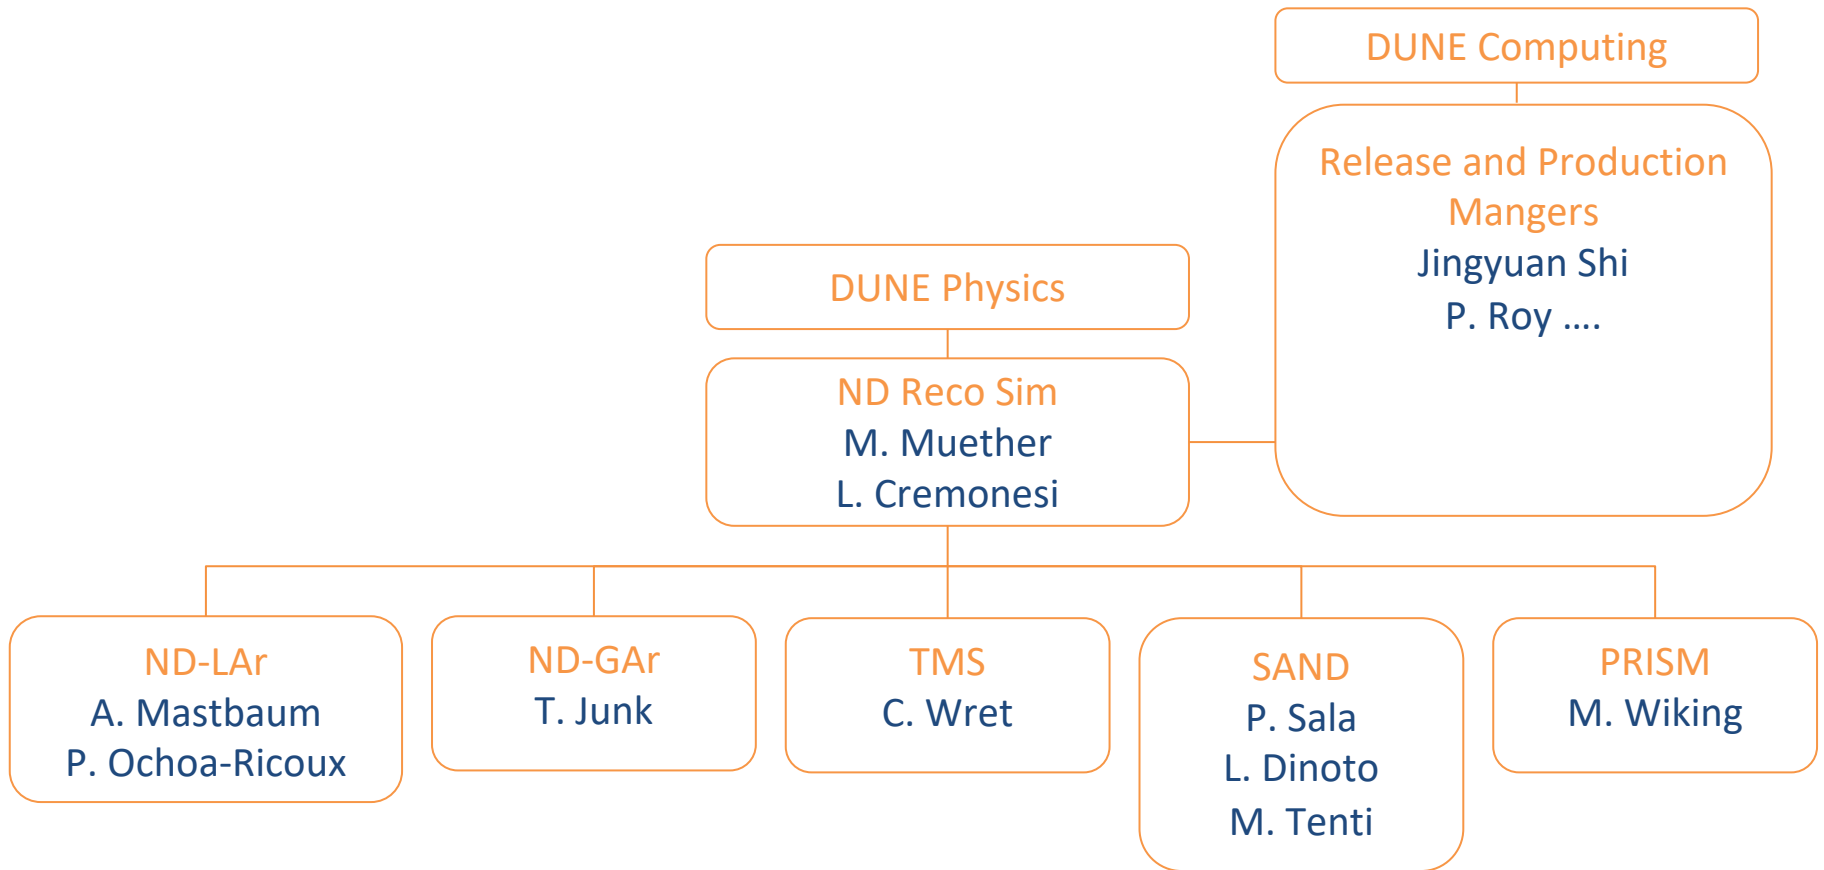 DUNE Computing
Release and Production
Mangers
Jingyuan Shi
P. Roy ....
DUNE Physics
ND Reco Sim
M. Muether
L. Cremonesi
ND-LAr
A. Mastbaum
P. Ochoa-Ricoux
ND-GAr
T. Junk
TMS
C. Wret
SAND
P. Sala
L. Dinoto
M. Tenti
PRISM
M. Wiking